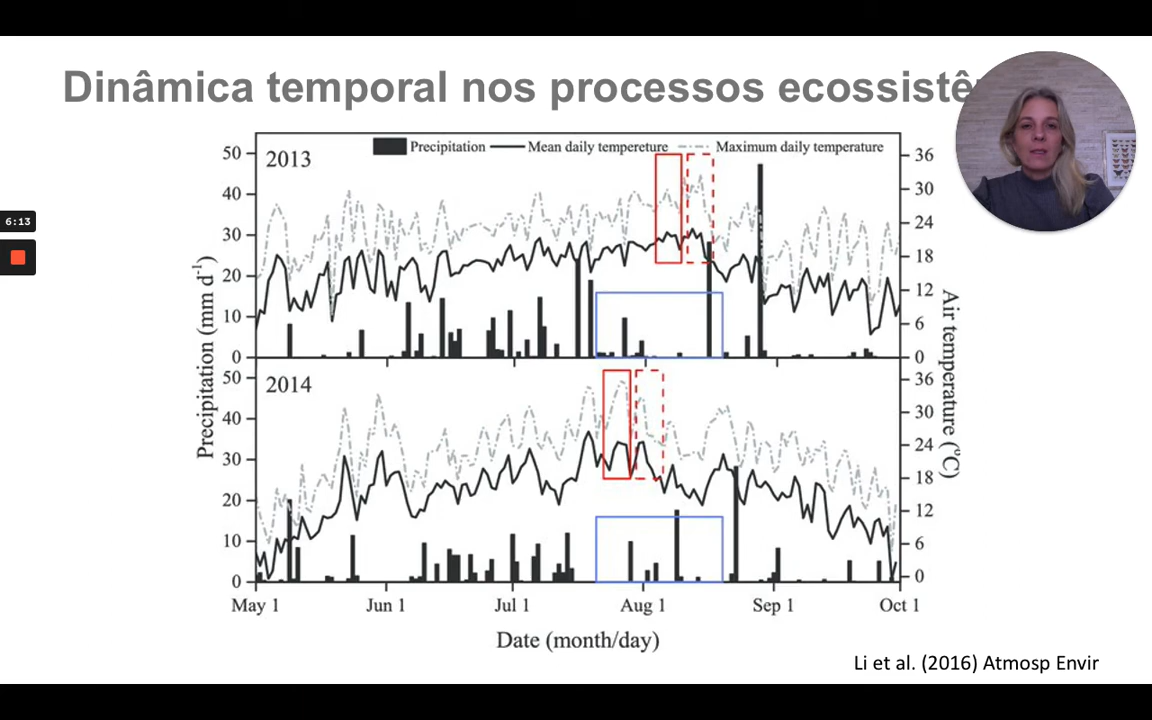 Dinâmica temporal nos processos
6:13
2013
Precipitation
Mean daily tempereture
Maximum daily temperature
50
40
30
20
10
0
36
30
24
18
12
6
0
2014
50
40
30
20
10
0
36
30
24
18
12
6
0
Precipitation (mm d⁻¹)
Air temperature (°C)
May 1
Jun 1
Jul 1
Aug 1
Sep 1
Oct 1
Date (month/day)
Li et al. (2016) Atmosp Envir